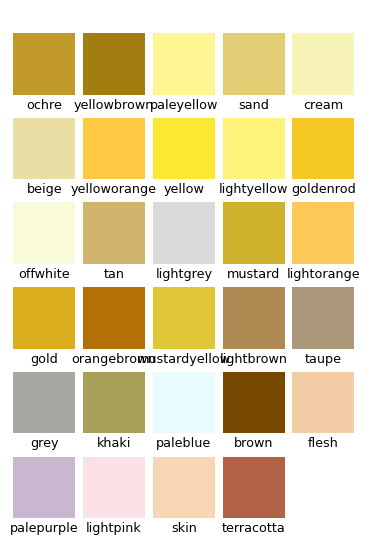 ochre yellowbrown paleyellow sand cream
beige yelloworange yellow lightyellow goldenrod
offwhite tan lightgrey mustard lightorange
gold orangebrown mustardyellow lightbrown taupe
grey khaki paleblue brown flesh
palepurple lightpink skin terracotta